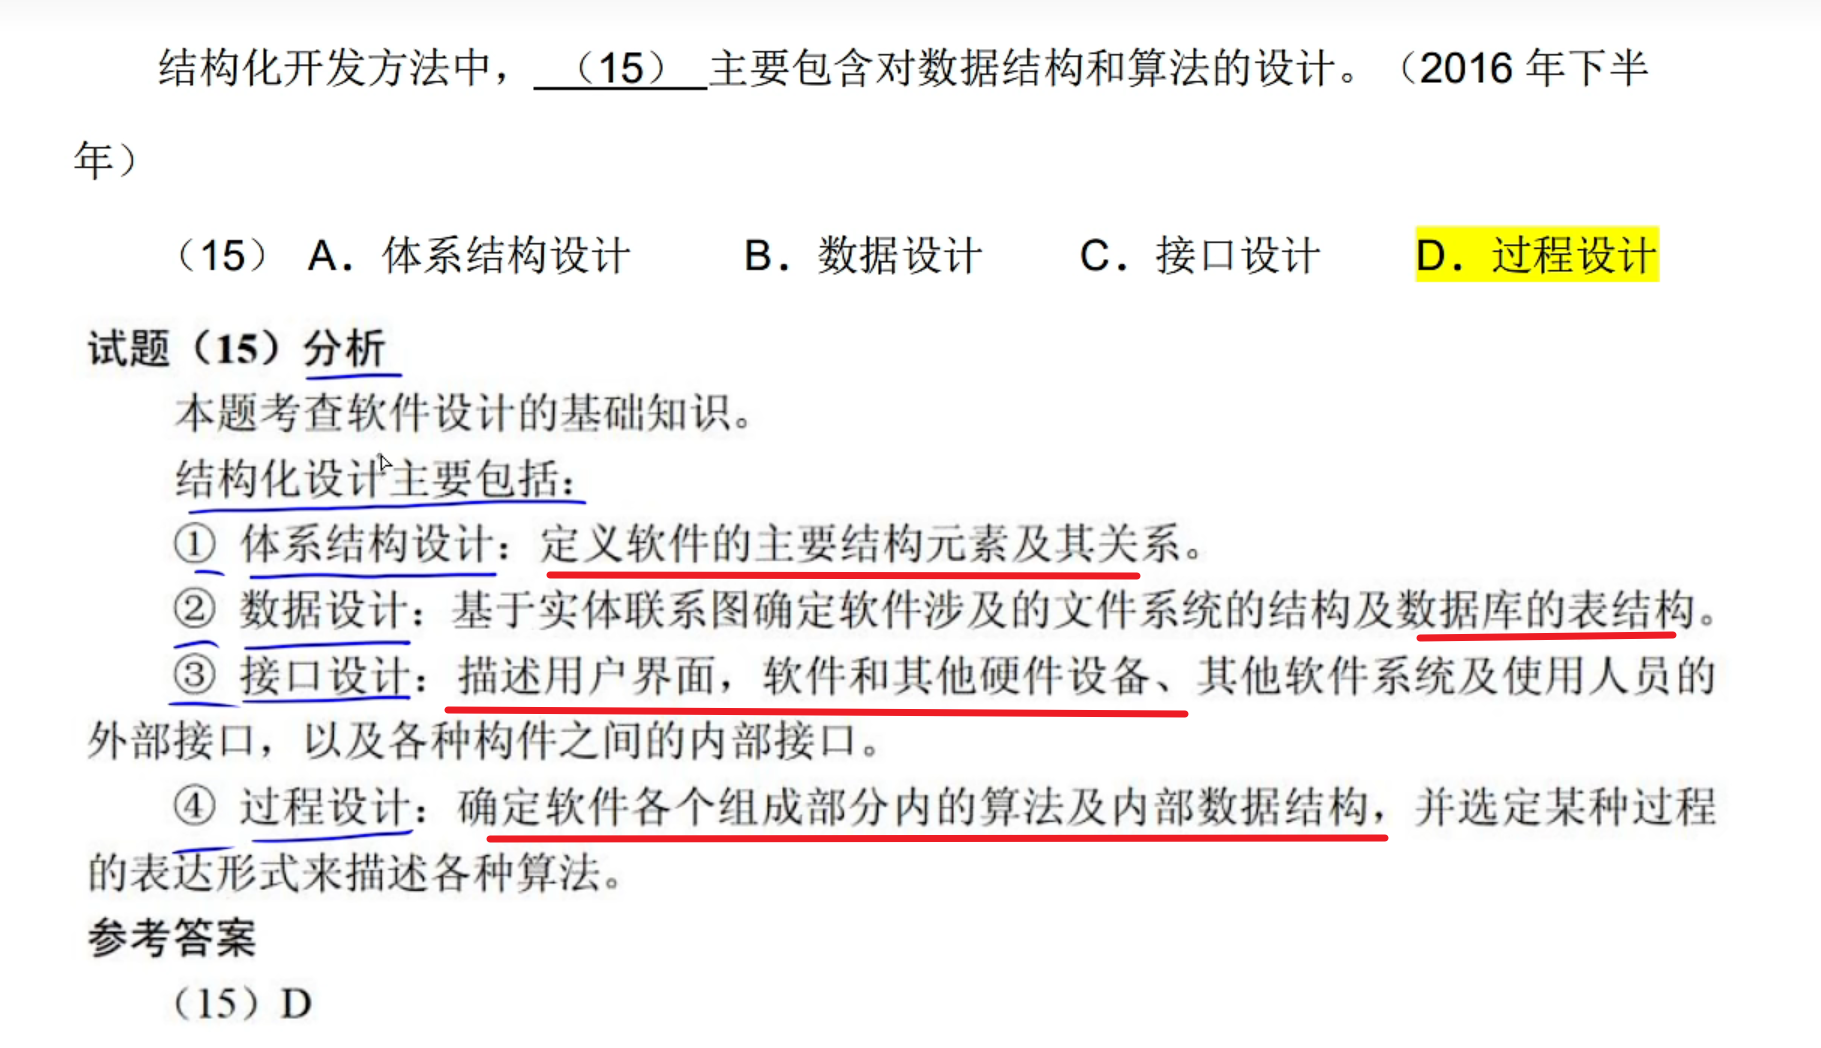 结构化开发方法中，（15）主要包含对数据结构和算法的设计。（2016 年下半
年）
（15） A．体系结构设计 B．数据设计 C．接口设计 D．过程设计
试题（15）分析
本题考查软件设计的基础知识。
结构化设计主要包括：
① 体系结构设计：定义软件的主要结构元素及其关系。
② 数据设计：基于实体联系图确定软件涉及的文件系统的结构及数据库的表结构。
③ 接口设计：描述用户界面，软件和其他硬件设备、其他软件系统及使用人员的
外部接口，以及各种构件之间的内部接口。
④ 过程设计：确定软件各个组成部分内的算法及内部数据结构，并选定某种过程
的表达形式来描述各种算法。
参考答案
（15）D